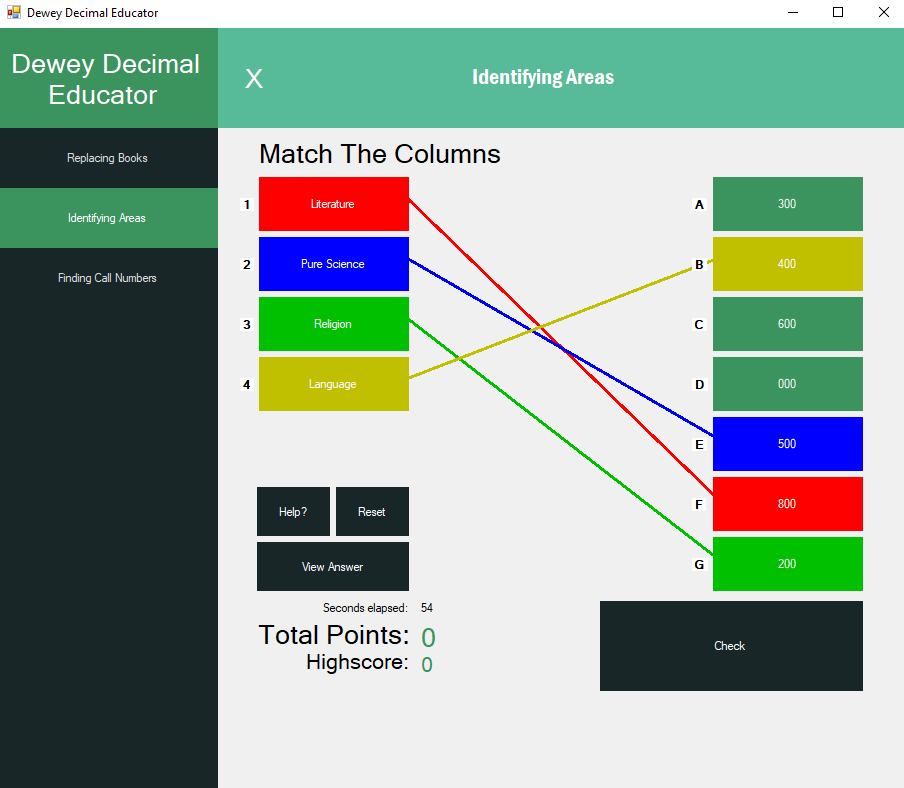 Dewey Decimal Educator
Dewey Decimal
Educator
X
Identifying Areas
Replacing Books
Identifying Areas
Finding Call Numbers
Match The Columns
1 Literature A 300
2 Pure Science B 400
3 Religion C 600
4 Language D 000
E 500
F 800
G 200
Help? Reset
View Answer
Seconds elapsed: 54
Total Points: 0
Highscore: 0
Check